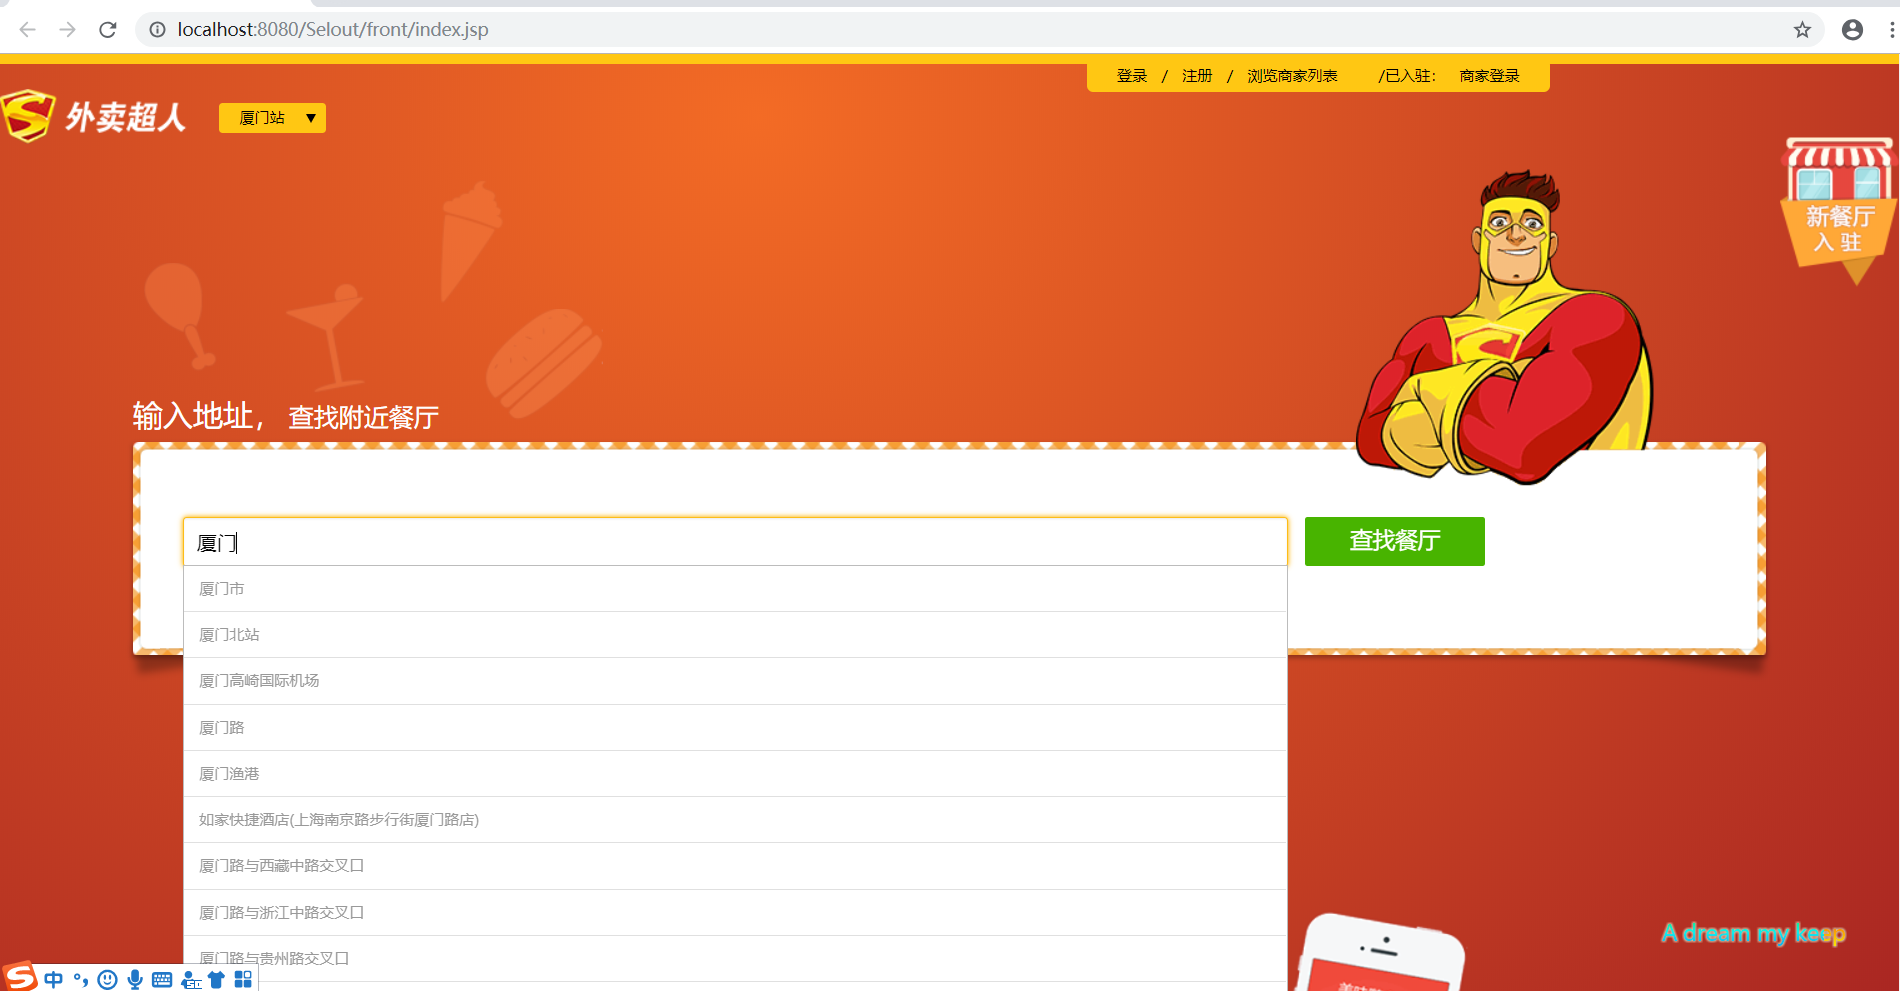 localhost:8080/Selout/front/index.jsp
登录 / 注册 / 浏览商家列表 /已入驻： 商家登录
外卖超人
厦门站 ▼
新餐厅
入 驻
输入地址， 查找附近餐厅
厦门
查找餐厅
厦门市
厦门北站
厦门高崎国际机场
厦门路
厦门渔港
如家快捷酒店(上海南京路步行街厦门路店)
厦门路与西藏中路交叉口
厦门路与浙江中路交叉口
厦门路与贵州路交叉口
A dream my keep
中